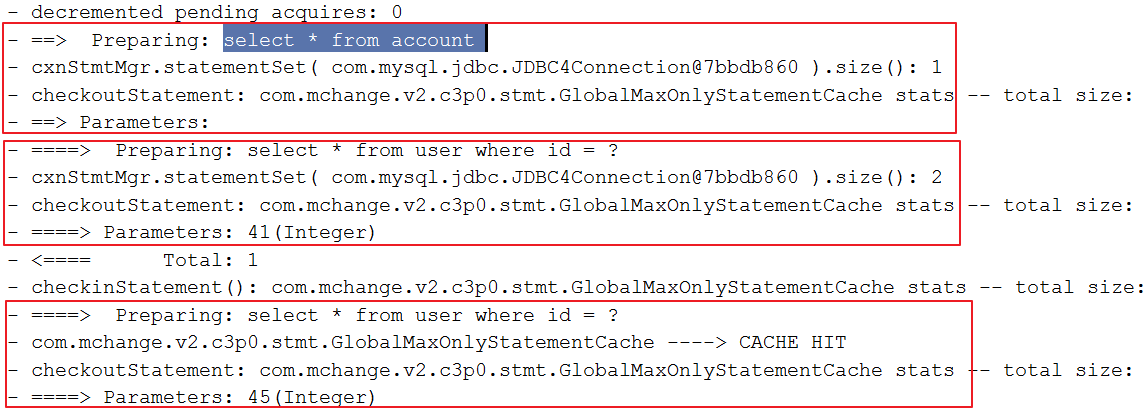 - decremented pending acquires: 0
- ==>  Preparing: select * from account
- cxnStmtMgr.statementSet( com.mysql.jdbc.JDBC4Connection@7bbdb860 ).size(): 1
- checkoutStatement: com.mchange.v2.c3p0.stmt.GlobalMaxOnlyStatementCache stats -- total size:
- ==> Parameters:
- ====>  Preparing: select * from user where id = ?
- cxnStmtMgr.statementSet( com.mysql.jdbc.JDBC4Connection@7bbdb860 ).size(): 2
- checkoutStatement: com.mchange.v2.c3p0.stmt.GlobalMaxOnlyStatementCache stats -- total size:
- ====> Parameters: 41(Integer)
- <====      Total: 1
- checkinStatement(): com.mchange.v2.c3p0.stmt.GlobalMaxOnlyStatementCache stats -- total size:
- ====>  Preparing: select * from user where id = ?
- com.mchange.v2.c3p0.stmt.GlobalMaxOnlyStatementCache ----> CACHE HIT
- checkoutStatement: com.mchange.v2.c3p0.stmt.GlobalMaxOnlyStatementCache stats -- total size:
- ====> Parameters: 45(Integer)